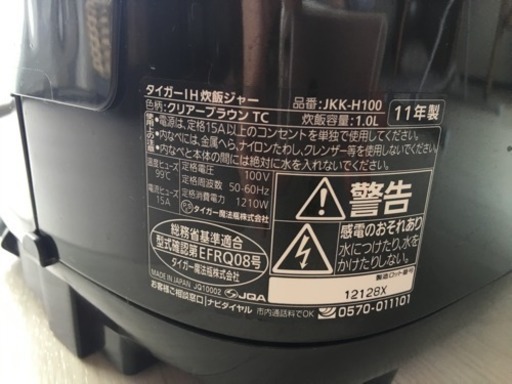 タイガーIH炊飯ジャー 品番:JKK-H100
色柄:クリアーブラウン TC 炊飯容量:1.0L 11年製
●電源は、定格15A以上のコンセントを単独で使用してください。
●内なべには、金属へら、ナイロンたわし、クレンザー等を使用しないでください。
●内なべと本体の間には絶対に水を入れないでください。
温度ヒューズ 99℃
電流ヒューズ 15A
定格電圧: 100V
定格周波数: 50-60Hz
定格消費電力: 1210W
タイガー魔法瓶株式会社
総務省基準適合
型式確認第EFRQ08号
タイガー魔法瓶株式会社
警告
感電のおそれあり
水につけたり、水を
かけたりしない。
MADE IN JAPAN JQ10002 JQA
製造ロット番号
12128X
お客様ご相談窓口 ナビダイヤル 市内通話料でOK 0570-011101